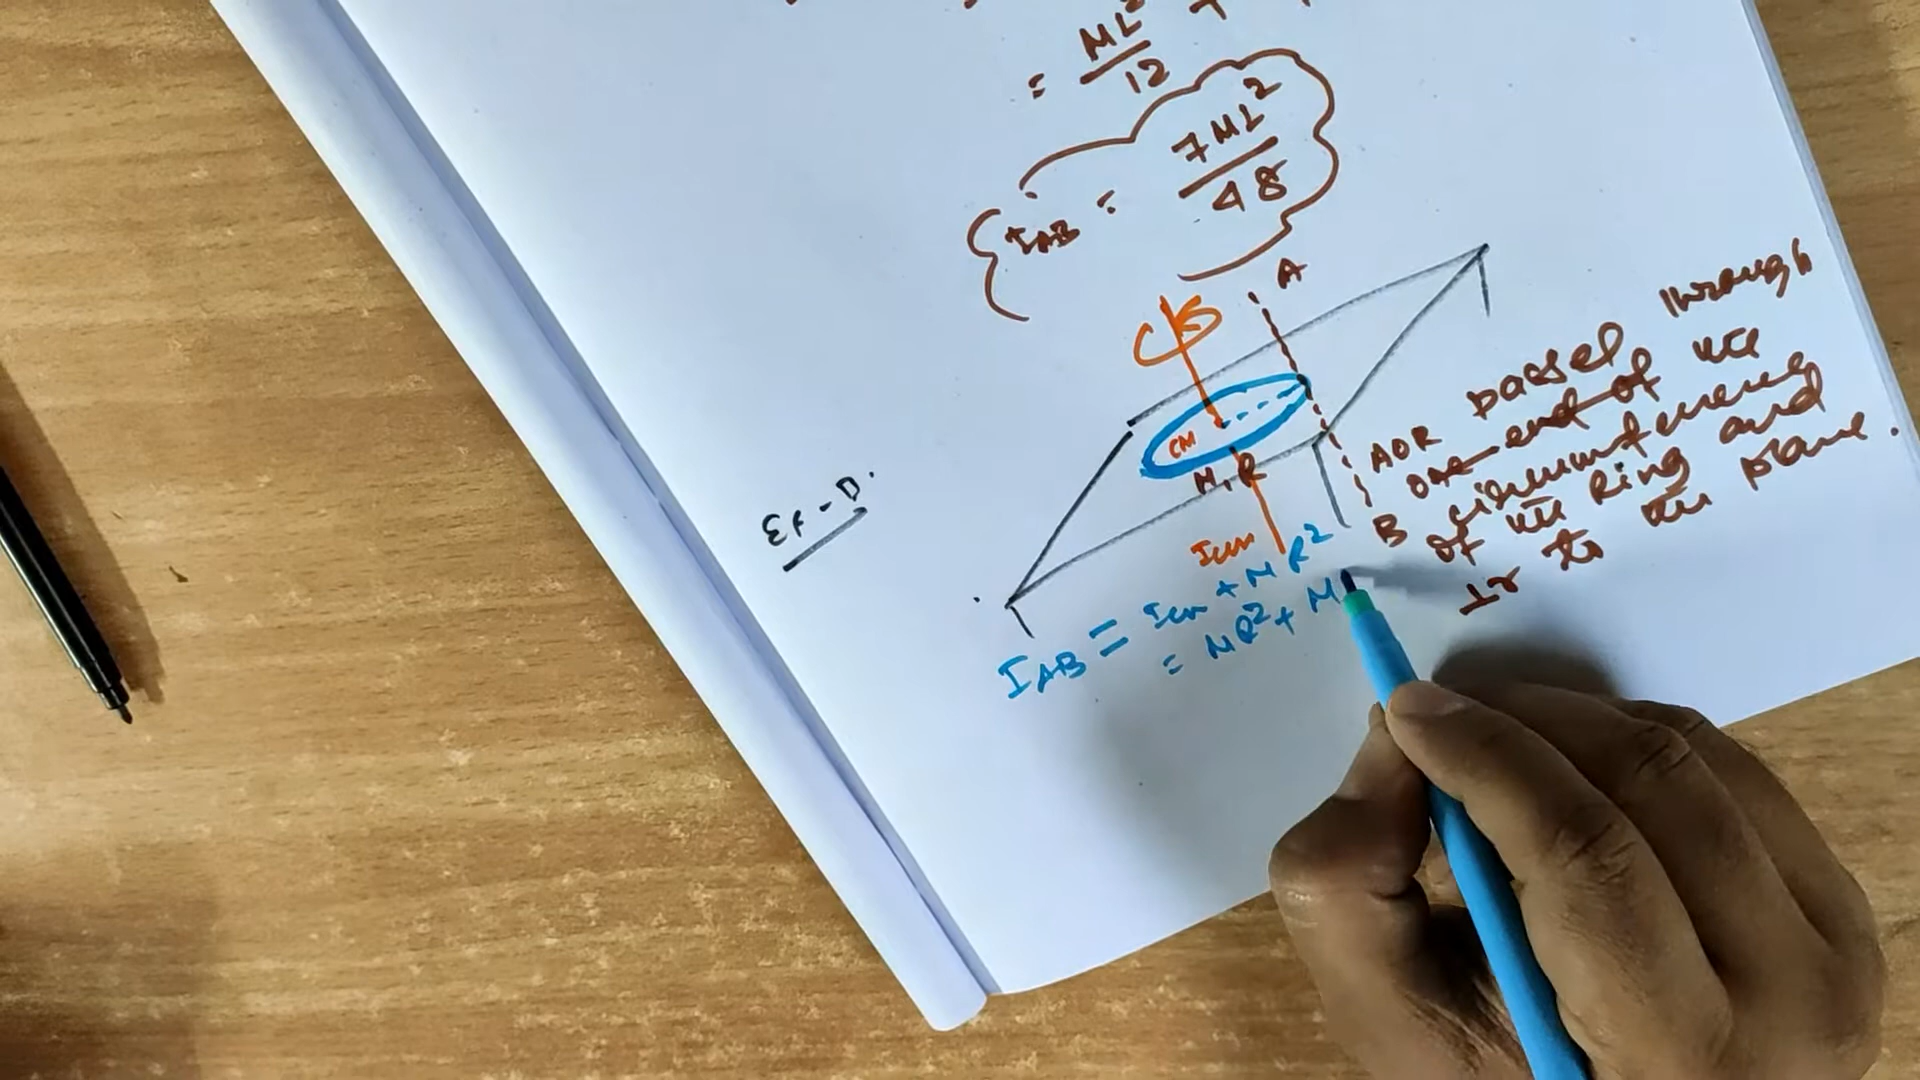 = ML²/12 +
I_AB = 7ML²/48
A
CM
M, R
B
Ex-D.
AOR passes through
one end of the
circumference
of the Ring and
⊥r to the plane.
Icm
I_AB = Icm + MR²
= MR² + M